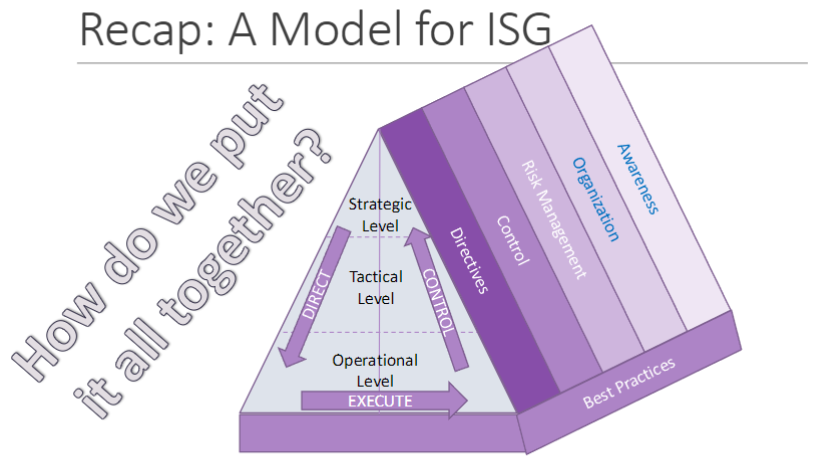 Recap: A Model for ISG
How do we put
it all together?
Strategic
Level
Tactical
Level
Operational
Level
DIRECT
CONTROL
EXECUTE
Directives
Control
Risk Management
Organization
Awareness
Best Practices